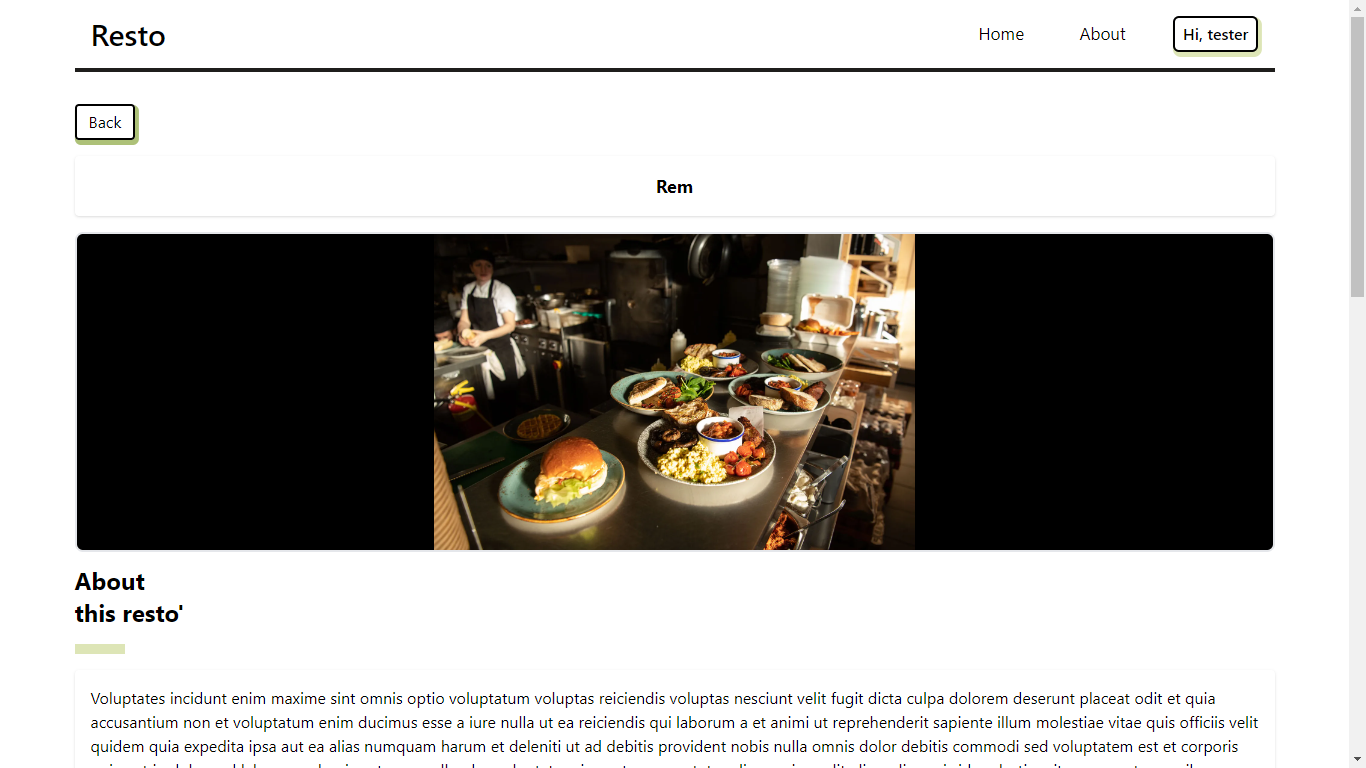 Resto
Home
About
Hi, tester
Back
Rem
About
this resto'
Voluptates incidunt enim maxime sint omnis optio voluptatum voluptas reiciendis voluptas nesciunt velit fugit dicta culpa dolorem deserunt placeat odit et quia
accusantium non et voluptatum enim ducimus esse a iure nulla ut ea reiciendis qui laborum a et animi ut reprehenderit sapiente illum molestiae vitae quis officiis velit
quidem quia expedita ipsa aut ea alias numquam harum et deleniti ut ad debitis provident nobis nulla omnis dolor debitis commodi sed voluptatem est et corporis